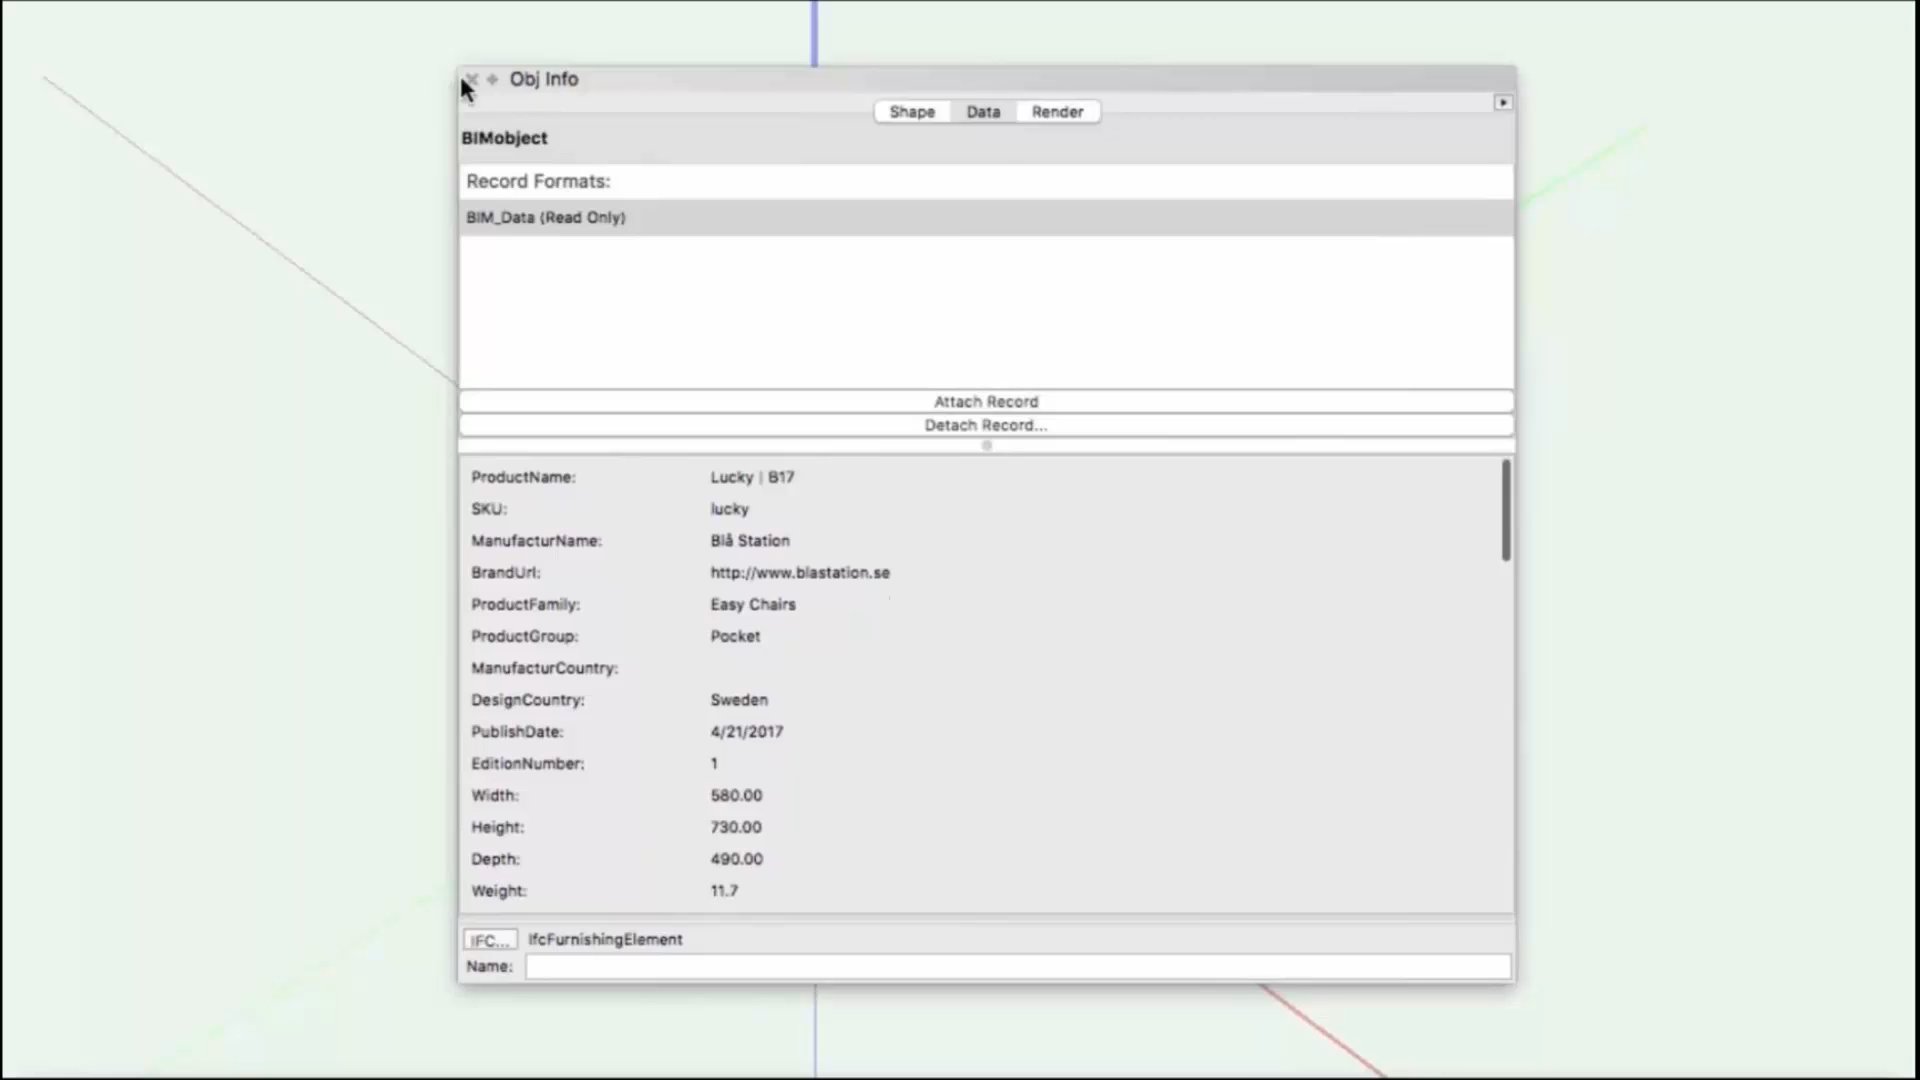 Obj Info
Shape Data Render
BIMobject
Record Formats:
BIM_Data (Read Only)
Attach Record
Detach Record...
ProductName: Lucky | B17
SKU: lucky
ManufacturName: Blå Station
BrandUrl: http://www.blastation.se
ProductFamily: Easy Chairs
ProductGroup: Pocket
ManufacturCountry:
DesignCountry: Sweden
PublishDate: 4/21/2017
EditionNumber: 1
Width: 580.00
Height: 730.00
Depth: 490.00
Weight: 11.7
IFC... IfcFurnishingElement
Name: